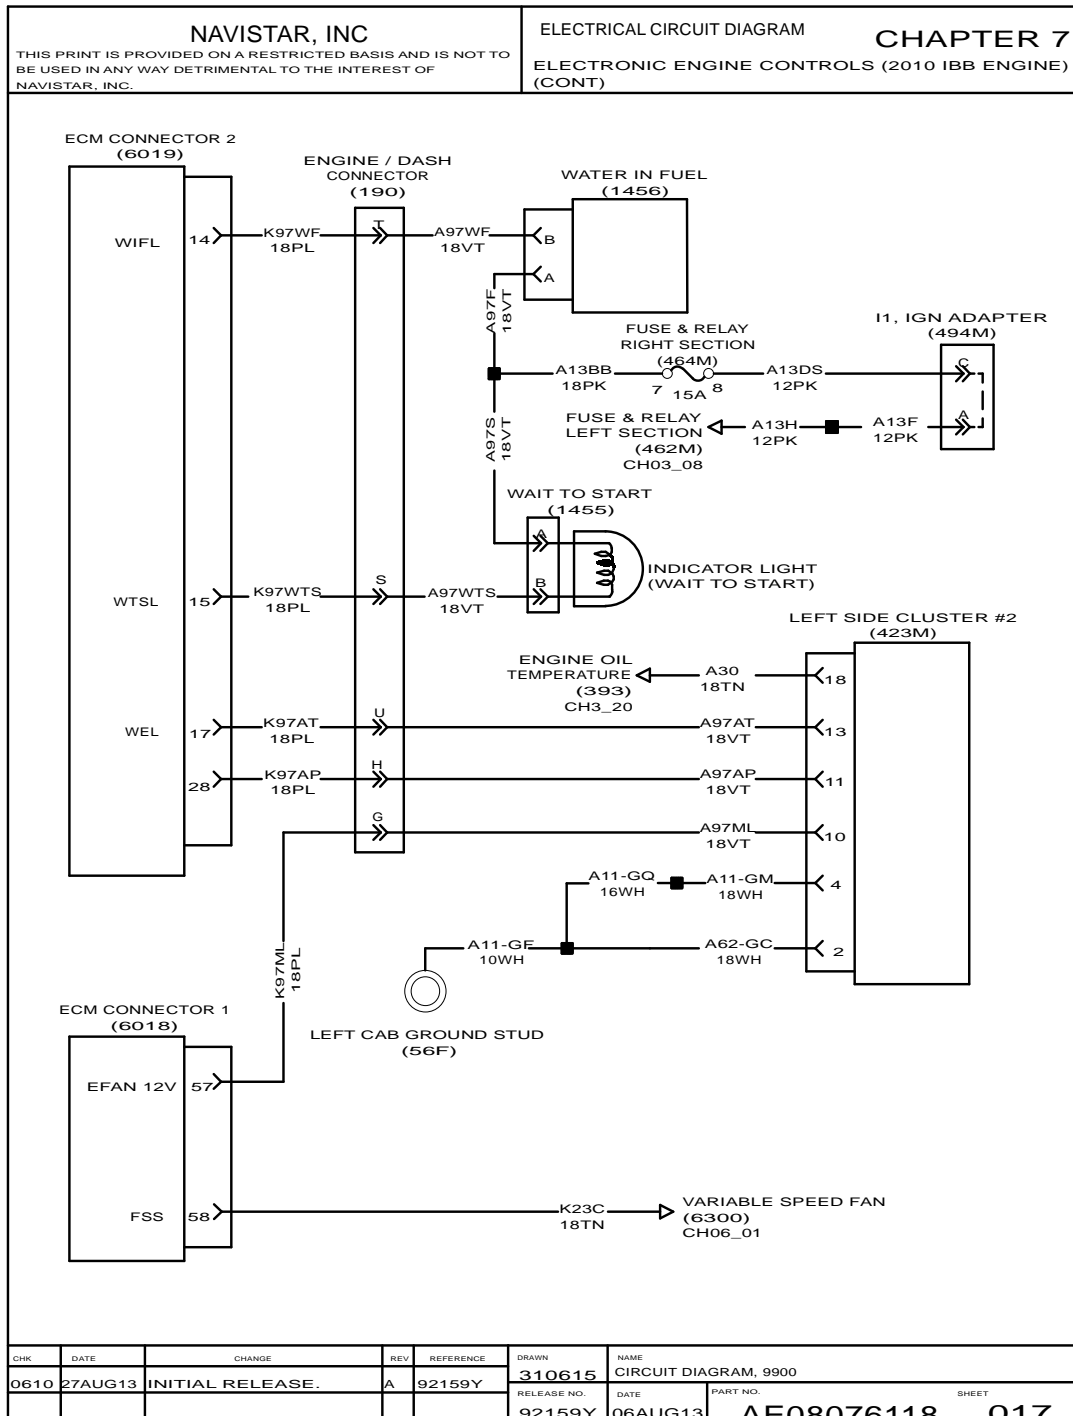 NAVISTAR, INC
THIS PRINT IS PROVIDED ON A RESTRICTED BASIS AND IS NOT TO
BE USED IN ANY WAY DETRIMENTAL TO THE INTEREST OF
NAVISTAR, INC.
ELECTRICAL CIRCUIT DIAGRAM
CHAPTER 7
ELECTRONIC ENGINE CONTROLS (2010 IBB ENGINE)
(CONT)
ECM CONNECTOR 2
(6019)
ENGINE / DASH
CONNECTOR
(190)
WATER IN FUEL
(1456)
WIFL
14
K97WF
18PL
T
A97WF
18VT
B
A
A97F
18VT
FUSE & RELAY
RIGHT SECTION
(464M)
I1, IGN ADAPTER
(494M)
A13BB
18PK
7
15A
8
A13DS
12PK
C
FUSE & RELAY
LEFT SECTION
(462M)
CH03_08
A13H
12PK
A13F
12PK
A
A97S
18VT
WAIT TO START
(1455)
A
B
INDICATOR LIGHT
(WAIT TO START)
WTSL
15
K97WTS
18PL
S
A97WTS
18VT
LEFT SIDE CLUSTER #2
(423M)
ENGINE OIL
TEMPERATURE
(393)
CH3_20
A30
18TN
18
WEL
17
K97AT
18PL
U
A97AT
18VT
13
28
K97AP
18PL
H
A97AP
18VT
11
G
A97ML
18VT
10
A11-GQ
16WH
A11-GM
18WH
4
A11-GF
10WH
A62-GC
18WH
2
K97ML
18PL
LEFT CAB GROUND STUD
(56F)
ECM CONNECTOR 1
(6018)
EFAN 12V
57
FSS
58
K23C
18TN
VARIABLE SPEED FAN
(6300)
CH06_01
CHK DATE CHANGE REV REFERENCE
0610 27AUG13 INITIAL RELEASE. A 92159Y
DRAWN
310615
NAME
CIRCUIT DIAGRAM, 9900
RELEASE NO.
92159Y
DATE
06AUG13
PART NO.
AE08076118
SHEET
017